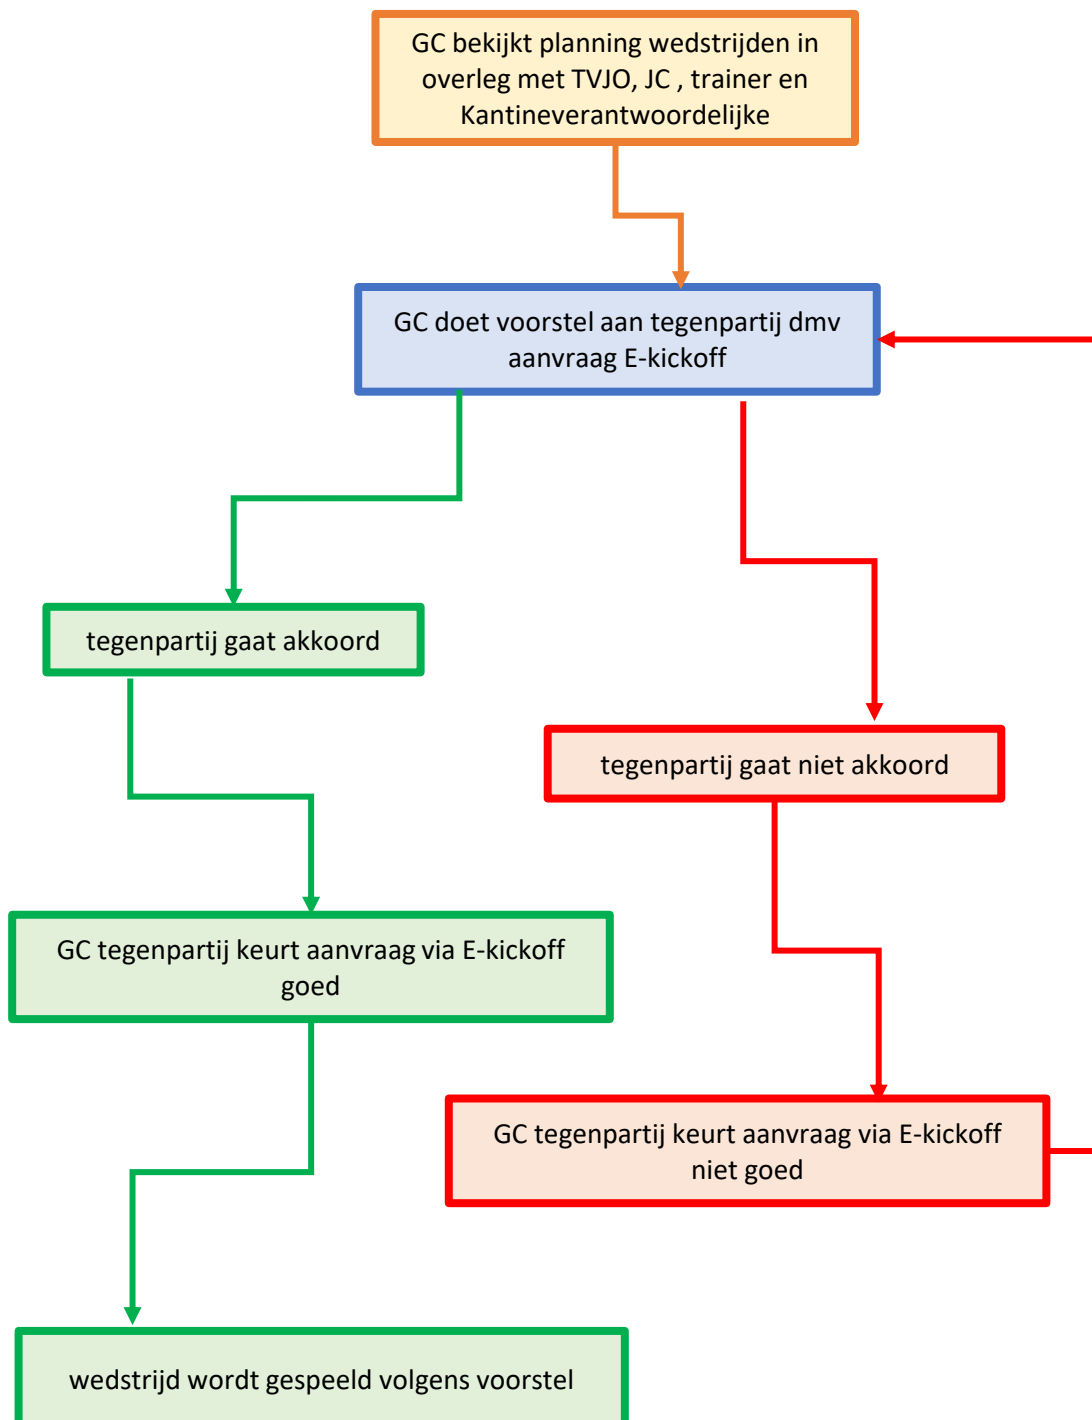 GC bekijkt planning wedstrijden in
overleg met TVJO, JC , trainer en
Kantineverantwoordelijke
GC doet voorstel aan tegenpartij dmv
aanvraag E-kickoff
tegenpartij gaat akkoord
tegenpartij gaat niet akkoord
GC tegenpartij keurt aanvraag via E-kickoff
goed
GC tegenpartij keurt aanvraag via E-kickoff
niet goed
wedstrijd wordt gespeeld volgens voorstel